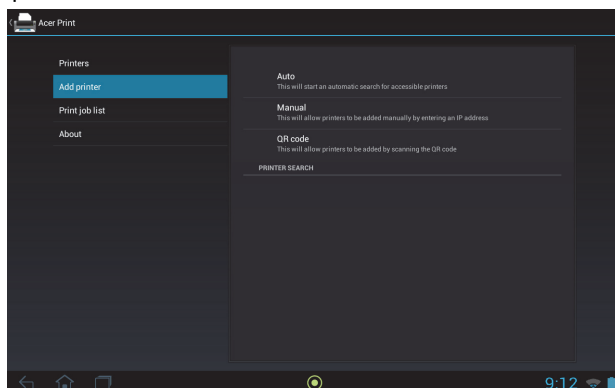 Acer Print
Printers
Add printer
Print job list
About
Auto
This will start an automatic search for accessible printers
Manual
This will allow printers to be added manually by entering an IP address
QR code
This will allow printers to be added by scanning the QR code
PRINTER SEARCH
9:12